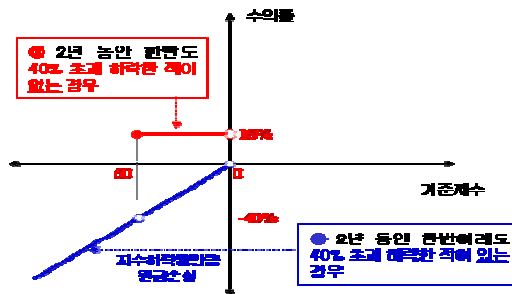 수익률
① 2년 동안 한번도
40% 초과 하락한 적이
없는 경우
60
0
-40%
기준지수
지수하락률만큼
원금손실
2년 동안 한번이라도
40% 초과 하락한 적이 있는
경우